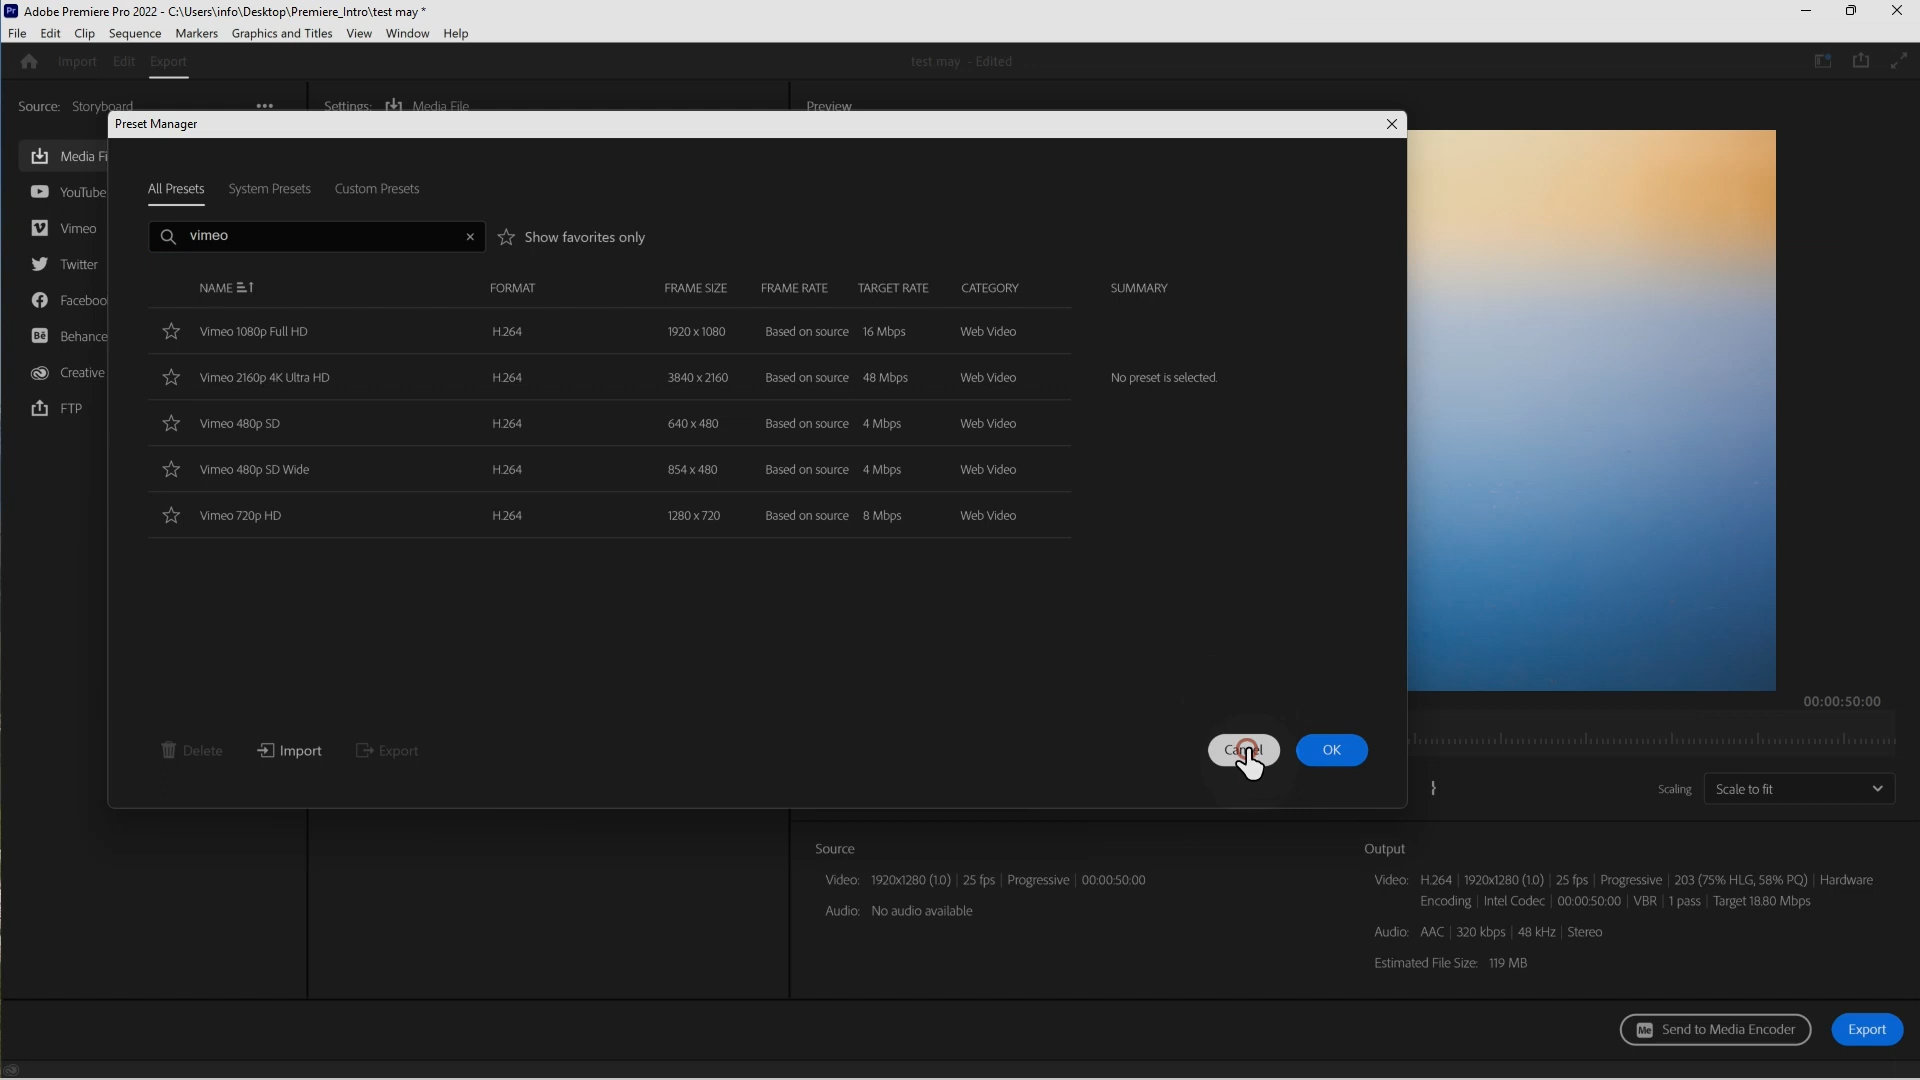 Pr Adobe Premiere Pro 2022 - C:\Users\info\Desktop\Premiere_Intro\test may *
File Edit Clip Sequence Markers Graphics and Titles View Window Help
Import Edit Export test may - Edited
Source: Storyboard ••• Settings: Media File Preview
Preset Manager
Media Fi
All Presets System Presets Custom Presets
YouTube
Vimeo
vimeo Show favorites only
Twitter
NAME FORMAT FRAME SIZE FRAME RATE TARGET RATE CATEGORY SUMMARY
Faceboo
Vimeo 1080p Full HD H.264 1920 x 1080 Based on source 16 Mbps Web Video
Bē Behance
Creative
Vimeo 2160p 4K Ultra HD H.264 3840 x 2160 Based on source 48 Mbps Web Video No preset is selected.
FTP
Vimeo 480p SD H.264 640 x 480 Based on source 4 Mbps Web Video
Vimeo 480p SD Wide H.264 854 x 480 Based on source 4 Mbps Web Video
Vimeo 720p HD H.264 1280 x 720 Based on source 8 Mbps Web Video
00:00:50:00
Delete Import Export Cancel OK
Scaling Scale to fit
Source Output
Video: 1920x1280 (1.0) | 25 fps | Progressive | 00:00:50:00
Video: H.264 | 1920x1280 (1.0) | 25 fps | Progressive | 203 (75% HLG, 58% PQ) | Hardware
Encoding | Intel Codec | 00:00:50:00 | VBR | 1 pass | Target 18.80 Mbps
Audio: No audio available
Audio: AAC | 320 kbps | 48 kHz | Stereo
Estimated File Size: 119 MB
Me Send to Media Encoder Export